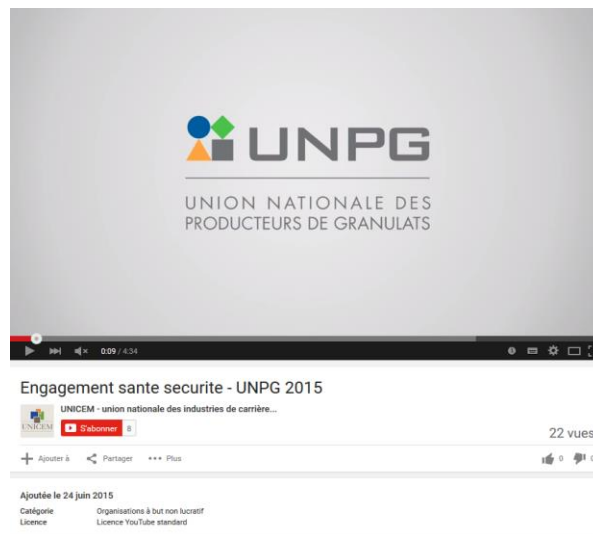 UNPG
UNION NATIONALE DES
PRODUCTEURS DE GRANULATS
0:09 / 4:34
Engagement sante securite - UNPG 2015
UNICEM - union nationale des industries de carrière...
UNICEM
S'abonner 8
22 vues
Ajouter à Partager ••• Plus
0 0
Ajoutée le 24 juin 2015
Catégorie Organisations à but non lucratif
Licence Licence YouTube standard